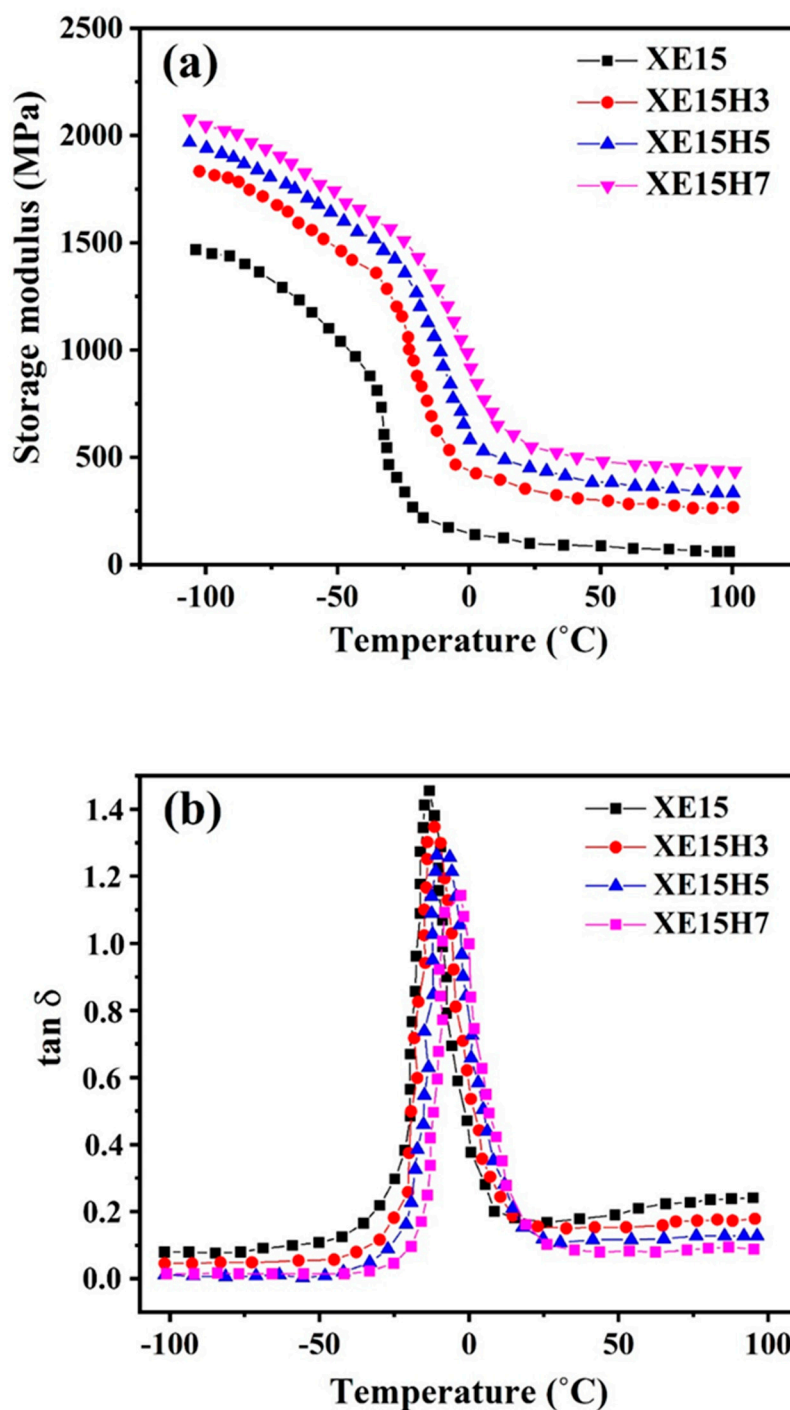 (a)
XE15
XE15H3
XE15H5
XE15H7
2500
2000
1500
1000
500
0
Storage modulus (MPa)
-100 -50 0 50 100
Temperature (˚C)
(b)
XE15
XE15H3
XE15H5
XE15H7
1.4
1.2
1.0
0.8
0.6
0.4
0.2
0.0
tan δ
-100 -50 0 50 100
Temperature (˚C)